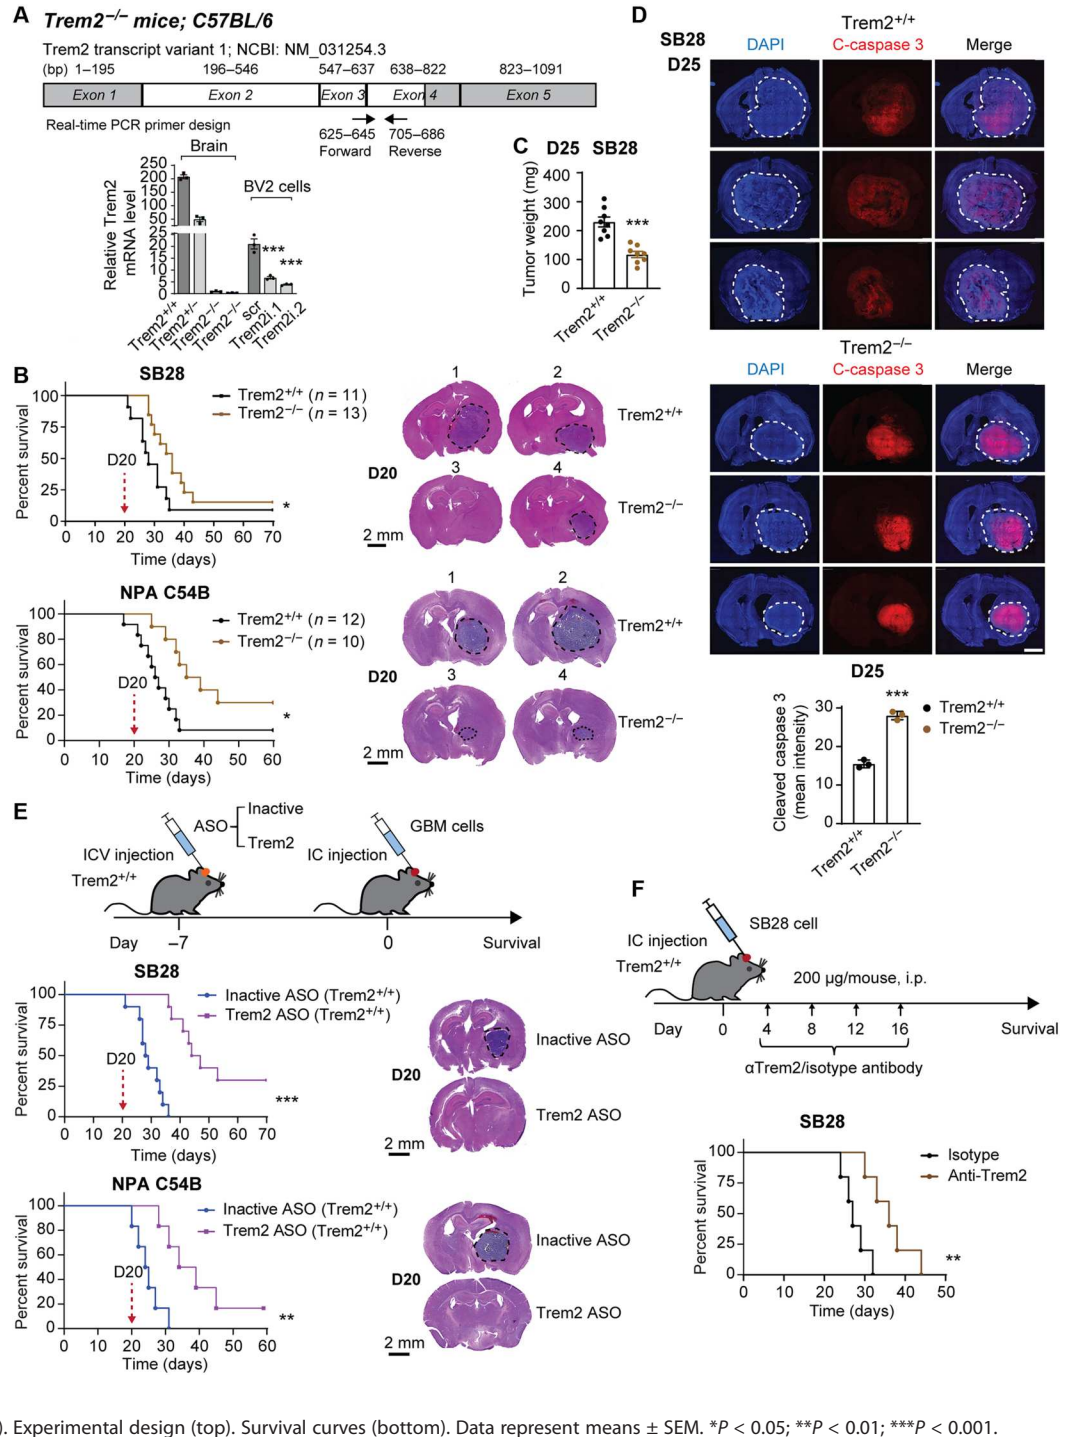 A Trem2−/− mice; C57BL/6
Trem2 transcript variant 1; NCBI: NM_031254.3
(bp) 1–195 196–546 547–637 638–822 823–1091
Exon 1 Exon 2 Exon 3 Exon 4 Exon 5
Real-time PCR primer design
625–645 705–686
Forward Reverse
Brain
BV2 cells
Relative Trem2
mRNA level
250
200
150
100
50
25
20
15
10
5
0
***
***
Trem2+/+ Trem2+/− Trem2−/− Trem2−/− scr Trem2i.1 Trem2i.2
C D25 SB28
Tumor weight (mg)
400
300
200
100
0
***
Trem2+/+ Trem2−/−
B
SB28
Percent survival
100
75
50
25
0
Trem2+/+ (n = 11)
Trem2−/− (n = 13)
D20
*
0 10 20 30 40 50 60 70
Time (days)
1 2
Trem2+/+
D20
3 4
Trem2−/−
2 mm
NPA C54B
Percent survival
100
80
60
40
20
0
Trem2+/+ (n = 12)
Trem2−/− (n = 10)
D20
*
0 10 20 30 40 50 60
Time (days)
1 2
Trem2+/+
D20
3 4
Trem2−/−
2 mm
D
SB28
D25
Trem2+/+
DAPI C-caspase 3 Merge
Trem2−/−
DAPI C-caspase 3 Merge
D25
Cleaved caspase 3
(mean intensity)
30
20
10
0
***
Trem2+/+
Trem2−/−
Trem2+/+ Trem2−/−
E
ASO
Inactive
Trem2
ICV injection
Trem2+/+
IC injection
GBM cells
Day −7 0 Survival
SB28
Percent survival
100
75
50
25
0
Inactive ASO (Trem2+/+)
Trem2 ASO (Trem2+/+)
D20
***
0 10 20 30 40 50 60 70
Time (days)
Inactive ASO
D20
Trem2 ASO
2 mm
NPA C54B
Percent survival
100
80
60
40
20
0
Inactive ASO (Trem2+/+)
Trem2 ASO (Trem2+/+)
D20
**
0 10 20 30 40 50 60
Time (days)
Inactive ASO
D20
Trem2 ASO
2 mm
F
SB28 cell
IC injection
Trem2+/+
200 μg/mouse, i.p.
Day 0 4 8 12 16 Survival
αTrem2/isotype antibody
SB28
Percent survival
100
75
50
25
0
Isotype
Anti-Trem2
**
0 10 20 30 40 50
Time (days)
). Experimental design (top). Survival curves (bottom). Data represent means ± SEM. *P < 0.05; **P < 0.01; ***P < 0.001.